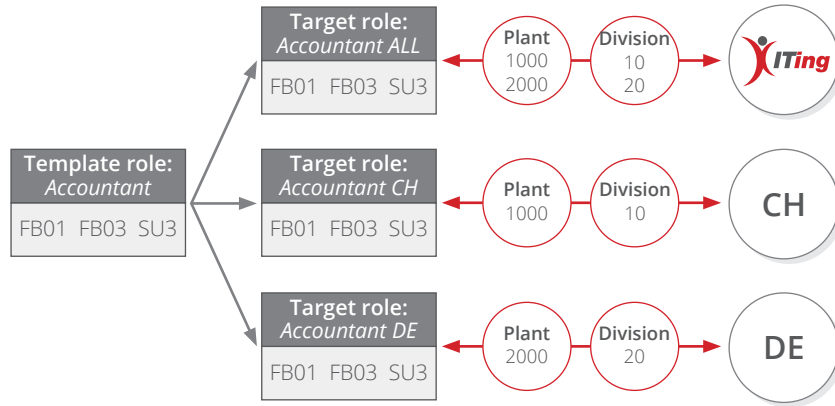 Target role:
Accountant ALL
FB01 FB03 SU3
Plant
1000
2000
Division
10
20
XITing
Template role:
Accountant
FB01 FB03 SU3
Target role:
Accountant CH
FB01 FB03 SU3
Plant
1000
Division
10
CH
Target role:
Accountant DE
FB01 FB03 SU3
Plant
2000
Division
20
DE